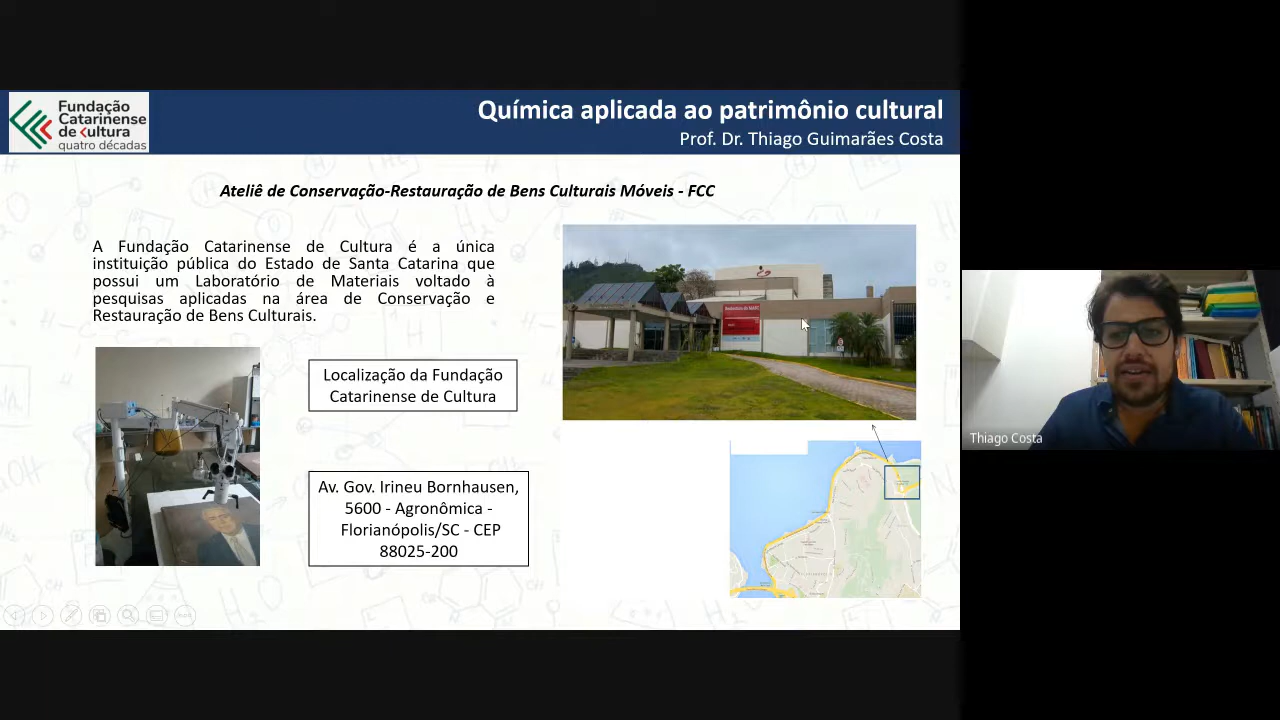 Fundação
Catarinense
de cultura
quatro décadas
Química aplicada ao patrimônio cultural
Prof. Dr. Thiago Guimarães Costa
Ateliê de Conservação-Restauração de Bens Culturais Móveis - FCC
A Fundação Catarinense de Cultura é a única
instituição pública do Estado de Santa Catarina que
possui um Laboratório de Materiais voltado à
pesquisas aplicadas na área de Conservação e
Restauração de Bens Culturais.
Localização da Fundação
Catarinense de Cultura
Av. Gov. Irineu Bornhausen,
5600 - Agronômica -
Florianópolis/SC - CEP
88025-200
Thiago Costa